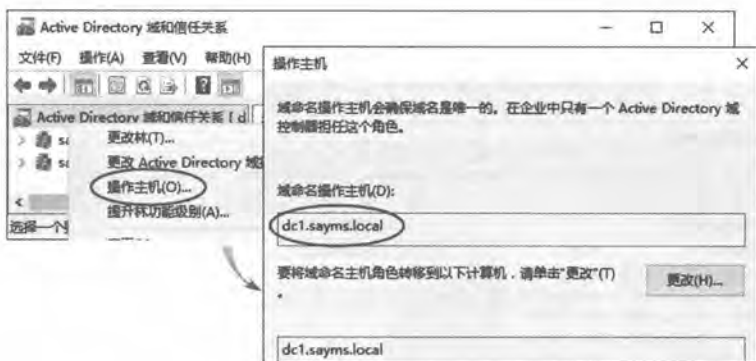 Active Directory 域和信任关系
文件(F) 操作(A) 查看(V) 帮助(H)
Active Directory 域和信任关系 [ d
更改林(T)...
更改 Active Directory 域
操作主机(O)...
提升林功能级别(A)...
选择一个
操作主机
域命名操作主机会确保域名是唯一的。在企业中只有一个 Active Directory 域
控制器担任这个角色。
域命名操作主机(D):
dc1.sayms.local
要将域命名主机角色转移到以下计算机，请单击"更改"(T)
。
更改(H)...
dc1.sayms.local